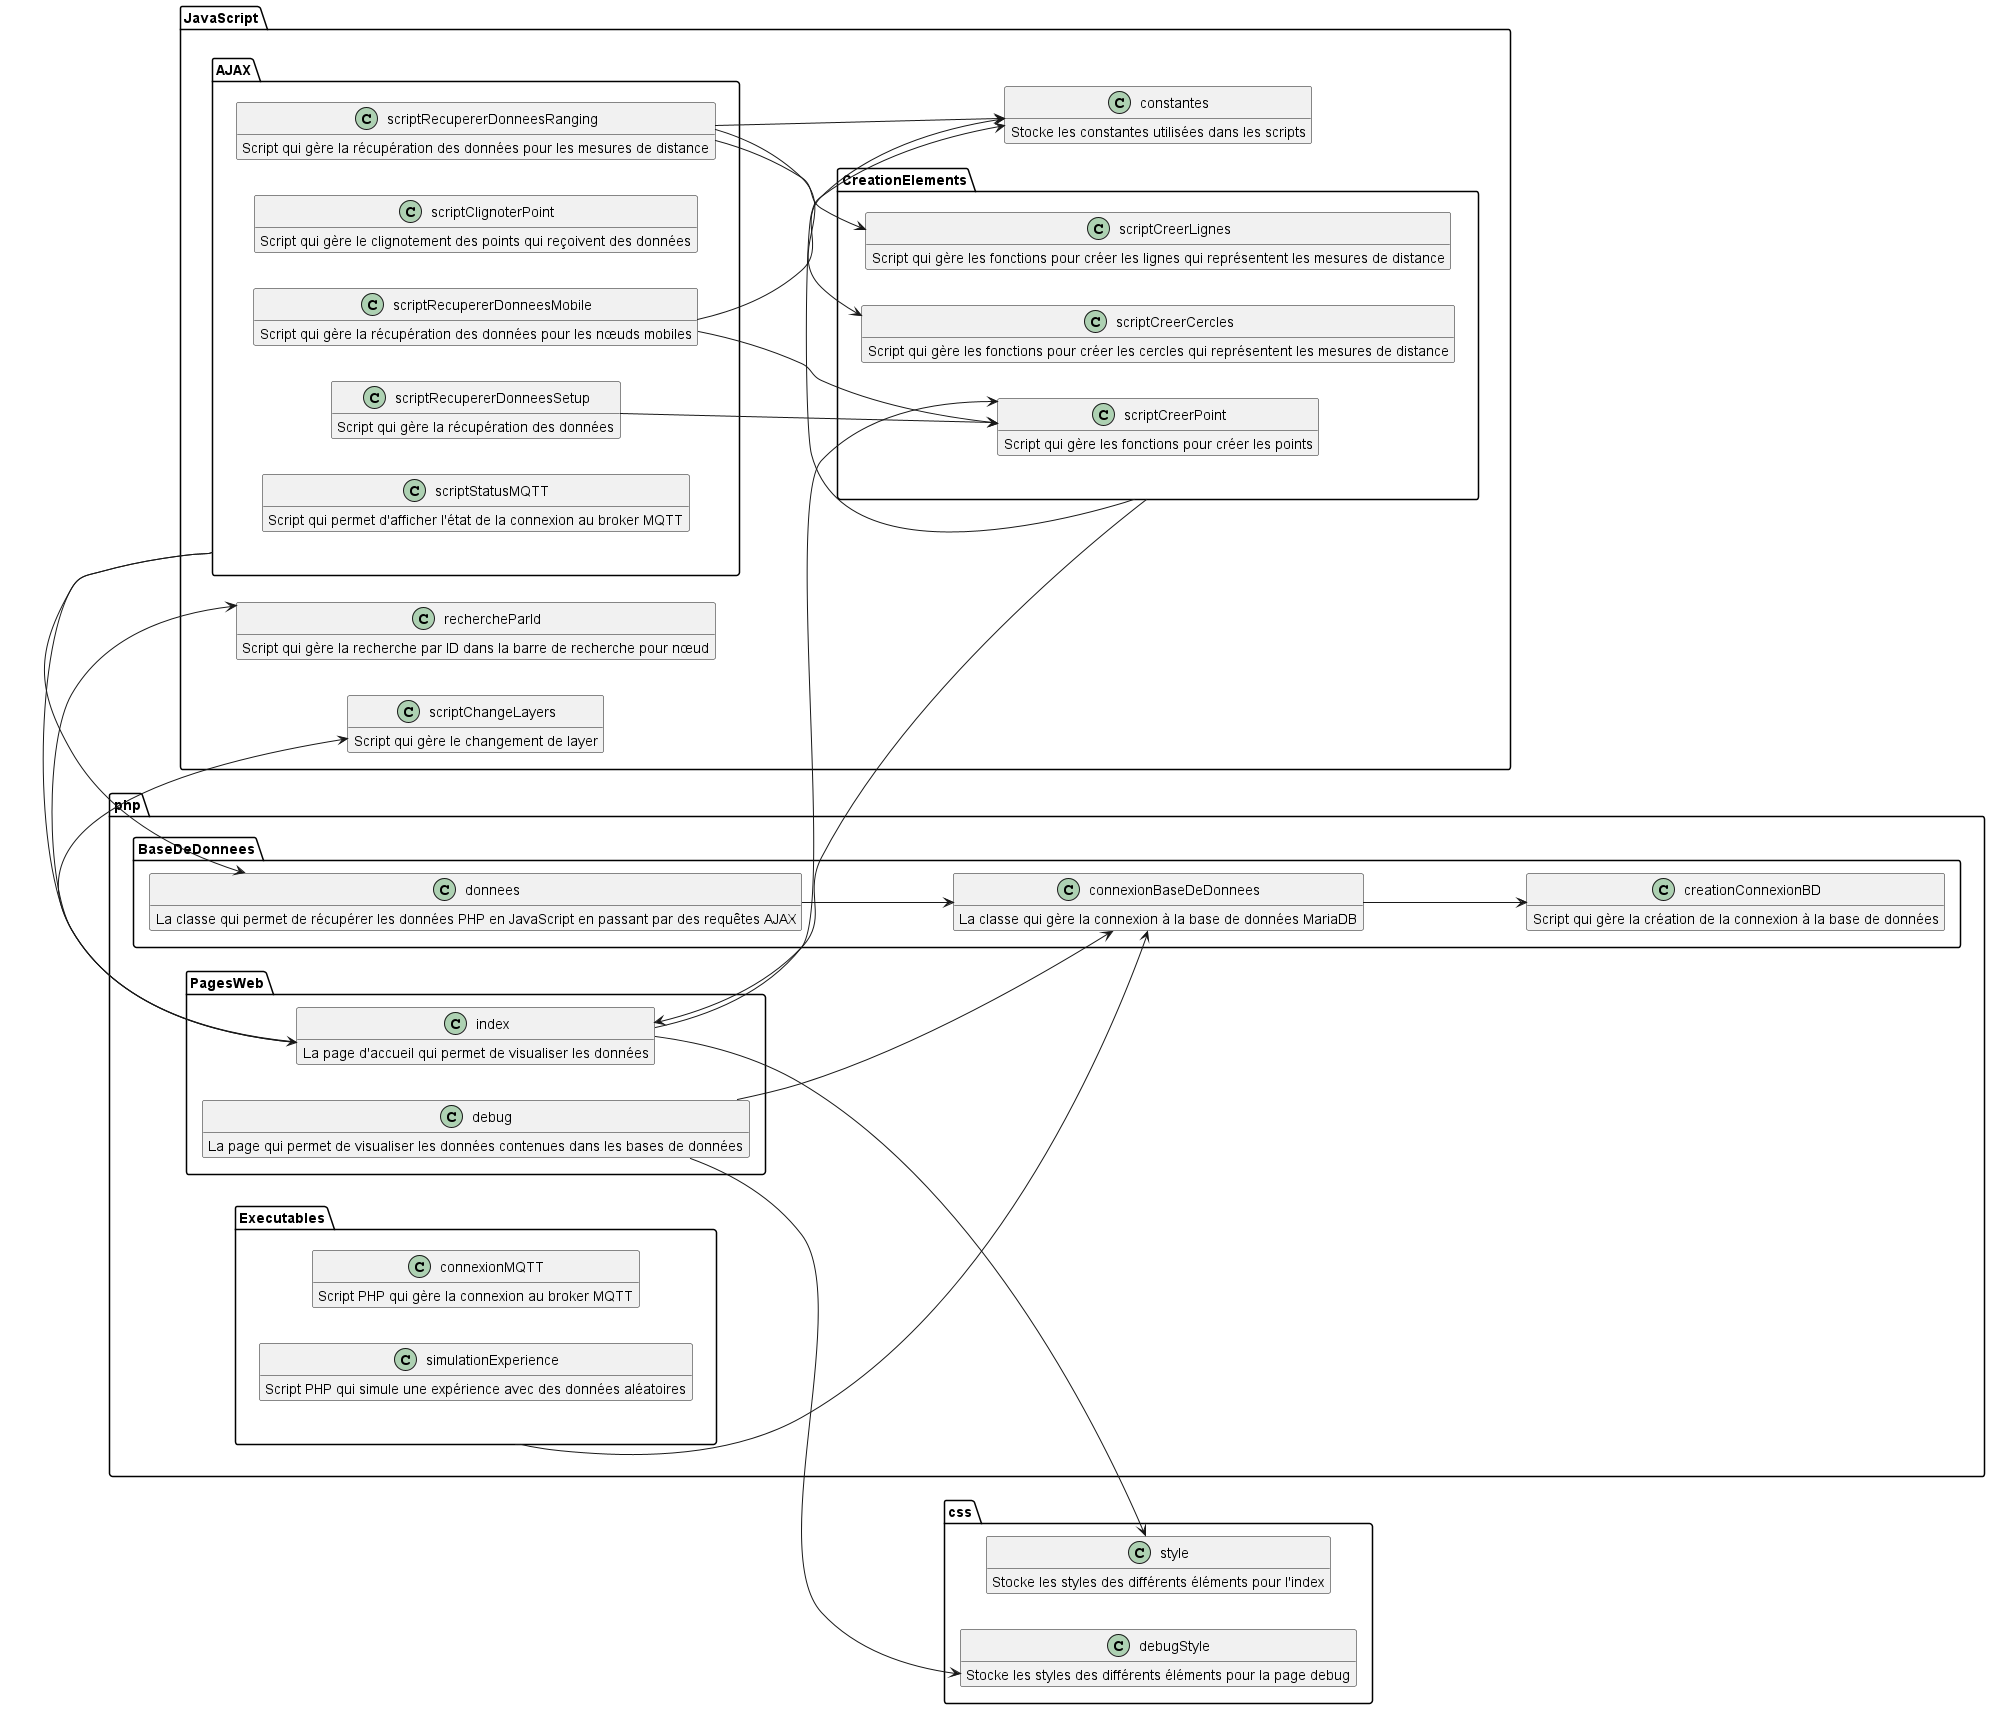 JavaScript
AJAX
C scriptRecupererDonneesRanging
Script qui gère la récupération des données pour les mesures de distance
C scriptClignoterPoint
Script qui gère le clignotement des points qui reçoivent des données
C scriptRecupererDonneesMobile
Script qui gère la récupération des données pour les nœuds mobiles
C scriptRecupererDonneesSetup
Script qui gère la récupération des données
C scriptStatusMQTT
Script qui permet d'afficher l'état de la connexion au broker MQTT
C constantes
Stocke les constantes utilisées dans les scripts
CreationElements
C scriptCreerLignes
Script qui gère les fonctions pour créer les lignes qui représentent les mesures de distance
C scriptCreerCercles
Script qui gère les fonctions pour créer les cercles qui représentent les mesures de distance
C scriptCreerPoint
Script qui gère les fonctions pour créer les points
C rechercheParId
Script qui gère la recherche par ID dans la barre de recherche pour nœud
C scriptChangeLayers
Script qui gère le changement de layer
php
BaseDeDonnees
C donnees
La classe qui permet de récupérer les données PHP en JavaScript en passant par des requêtes AJAX
C connexionBaseDeDonnees
La classe qui gère la connexion à la base de données MariaDB
C creationConnexionBD
Script qui gère la création de la connexion à la base de données
PagesWeb
C index
La page d'accueil qui permet de visualiser les données
C debug
La page qui permet de visualiser les données contenues dans les bases de données
Executables
C connexionMQTT
Script PHP qui gère la connexion au broker MQTT
C simulationExperience
Script PHP qui simule une expérience avec des données aléatoires
css
C style
Stocke les styles des différents éléments pour l'index
C debugStyle
Stocke les styles des différents éléments pour la page debug